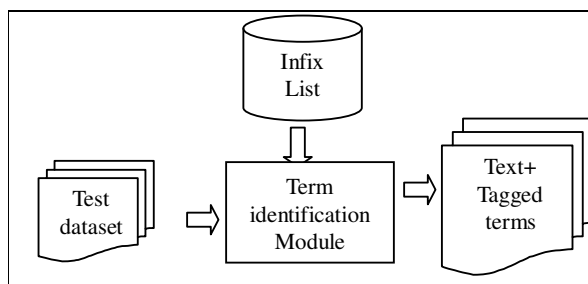 Infix
List
Test
dataset
Term
identification
Module
Text+
Tagged
terms